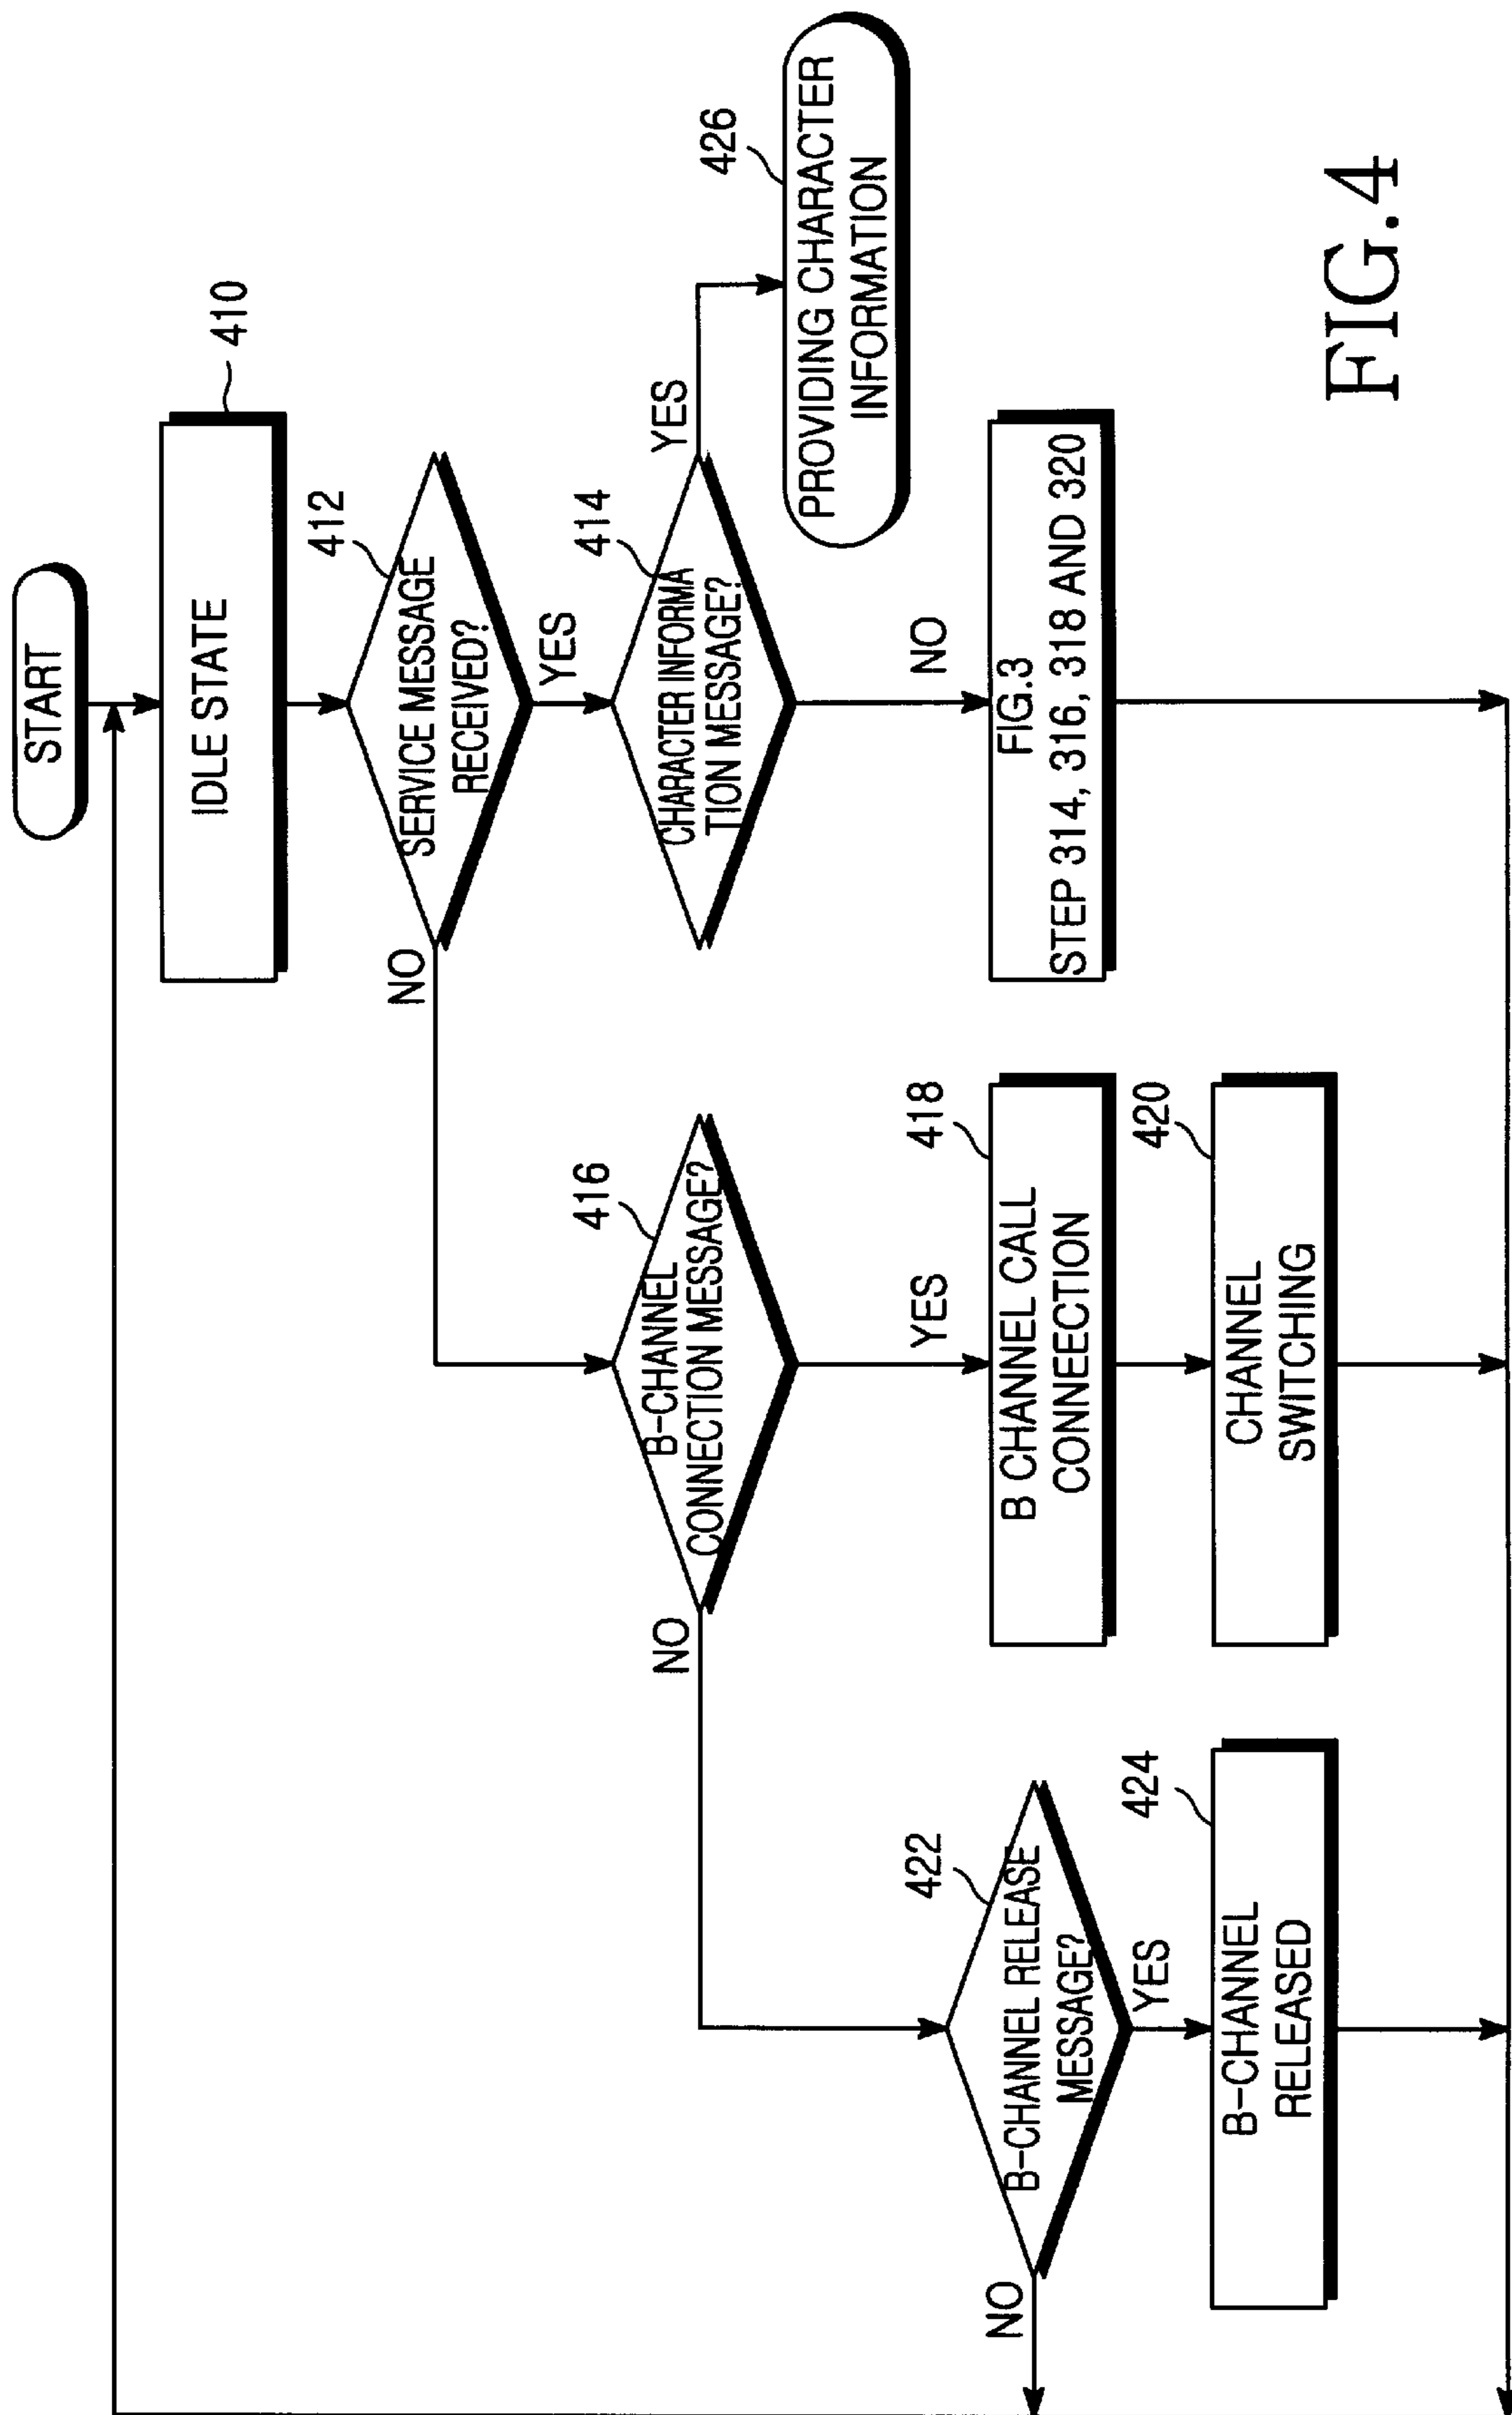 START
IDLE STATE
410
SERVICE MESSAGE
RECEIVED?
412
NO
YES
CHARACTER INFORMA
TION MESSAGE?
414
YES
NO
PROVIDING CHARACTER
INFORMATION
426
FIG.3
STEP 314, 316, 318 AND 320
B-CHANNEL
CONNECTION MESSAGE?
416
NO
YES
B CHANNEL CALL
CONNEECTION
418
CHANNEL
SWITCHING
420
B-CHANNEL RELEASE
MESSAGE?
422
NO
YES
B-CHANNEL
RELEASED
424
FIG.4